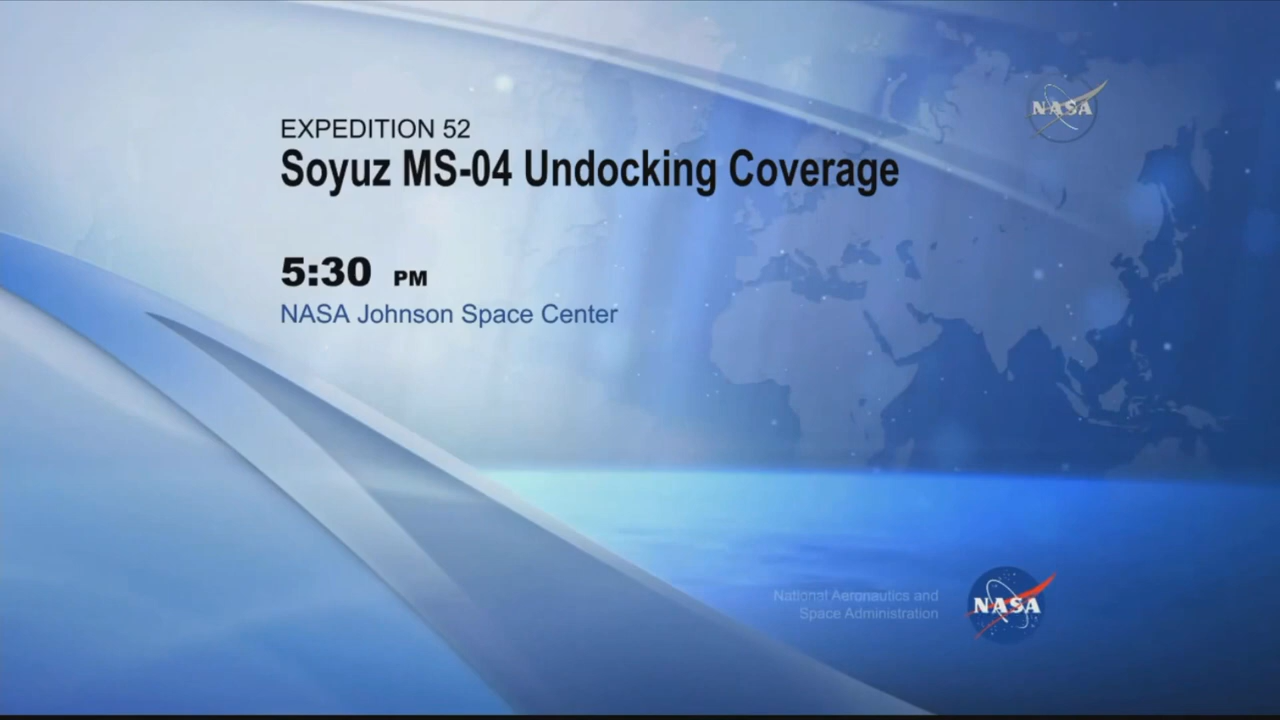 NASA
EXPEDITION 52
Soyuz MS-04 Undocking Coverage
5:30 PM
NASA Johnson Space Center
National Aeronautics and
Space Administration
NASA